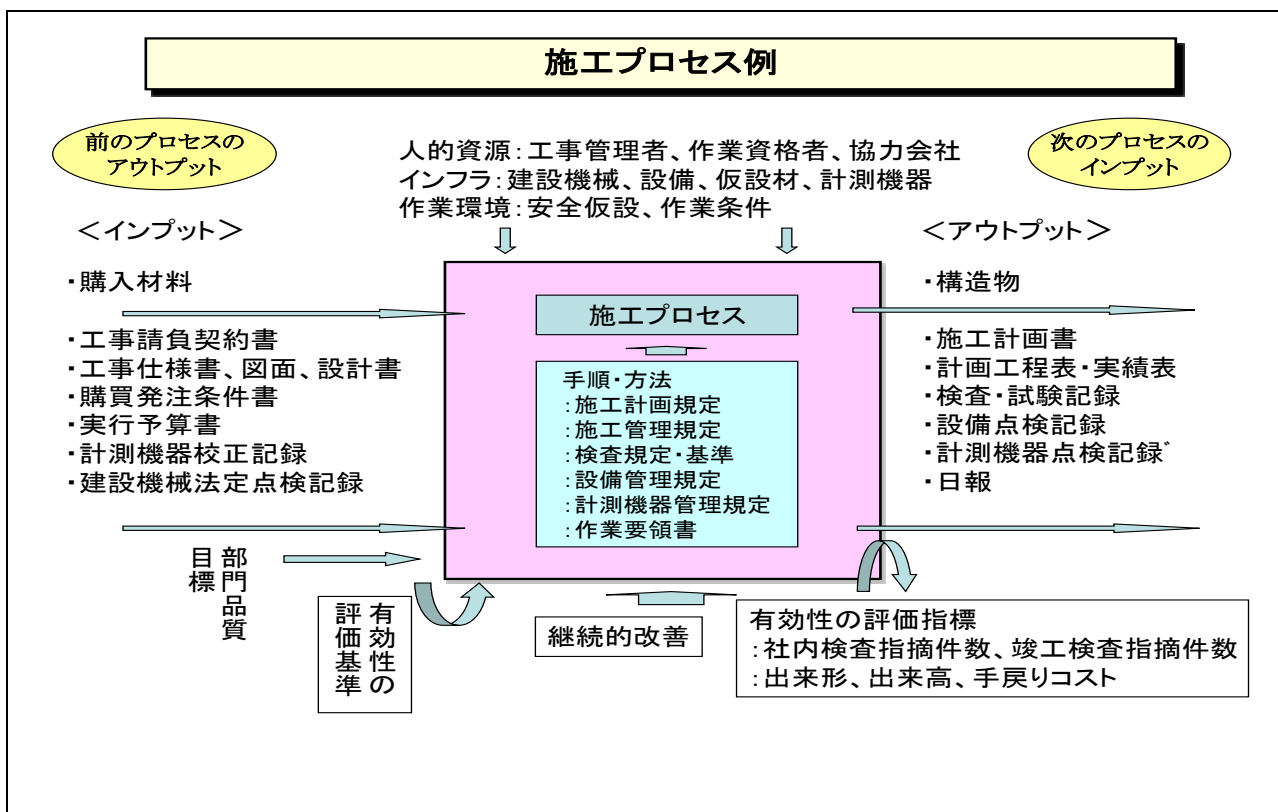 施工プロセス例
前のプロセスの
アウトプット
人的資源：工事管理者、作業資格者、協力会社
インフラ：建設機械、設備、仮設材、計測機器
作業環境：安全仮設、作業条件
次のプロセスの
インプット
＜インプット＞
・購入材料
・工事請負契約書
・工事仕様書、図面、設計書
・購買発注条件書
・実行予算書
・計測機器校正記録
・建設機械法定点検記録
部門品質
目標
有効性の
評価基準
施工プロセス
手順・方法
：施工計画規定
：施工管理規定
：検査規定・基準
：設備管理規定
：計測機器管理規定
：作業要領書
継続的改善
＜アウトプット＞
・構造物
・施工計画書
・計画工程表・実績表
・検査・試験記録
・設備点検記録
・計測機器点検記録゛
・日報
有効性の評価指標
：社内検査指摘件数、竣工検査指摘件数
：出来形、出来高、手戻りコスト